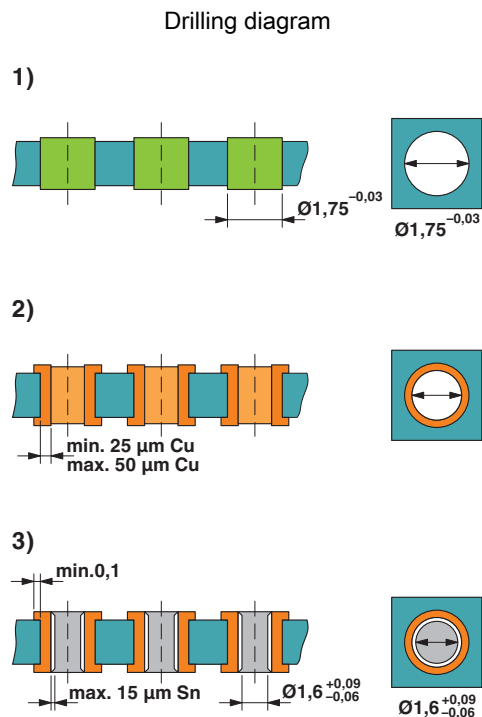 Drilling diagram
1)
Ø1,75 −0,03
Ø1,75 −0,03
2)
min. 25 µm Cu
max. 50 µm Cu
3)
min.0,1
max. 15 µm Sn
Ø1,6 +0,09 −0,06
Ø1,6 +0,09 −0,06